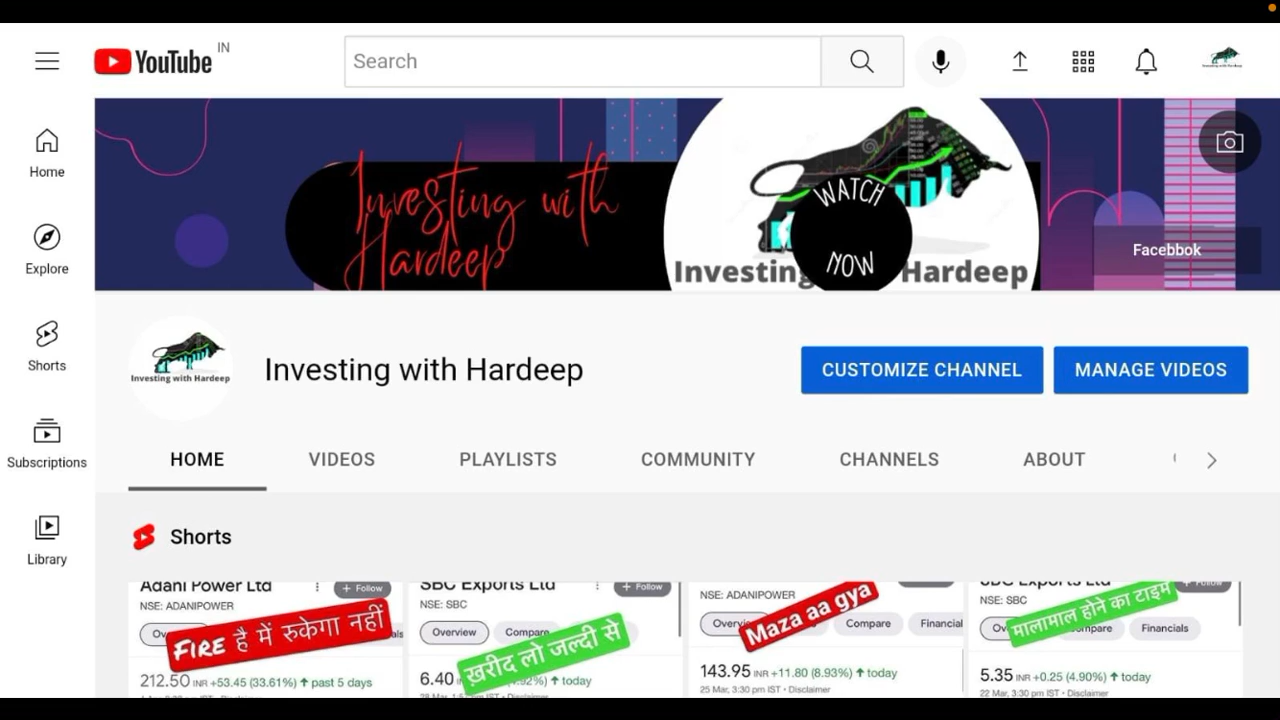 YouTube IN
Search
Home
Explore
Shorts
Subscriptions
Library
Investing with
Hardeep
WATCH
NOW
Investing Hardeep
Facebbok
Investing with Hardeep
Investing with Hardeep
CUSTOMIZE CHANNEL
MANAGE VIDEOS
HOME
VIDEOS
PLAYLISTS
COMMUNITY
CHANNELS
ABOUT
Shorts
Adani Power Ltd
+ Follow
NSE: ADANIPOWER
FIRE है में रुकेगा नहीं
212.50 INR +53.45 (33.61%) ↑ past 5 days
SBC Exports Ltd
+ Follow
NSE: SBC
Overview
Compare
ख़रीद लो जल्दी से
6.40 ↑ today
NSE: ADANIPOWER
Maza aa gya
Compare
Financial
143.95 INR +11.80 (8.93%) ↑ today
25 Mar, 3:30 pm IST • Disclaimer
SBC Exports Ltd
NSE: SBC
मालामाल होने का टाइम
Financials
5.35 INR +0.25 (4.90%) ↑ today
22 Mar, 3:30 pm IST • Disclaimer